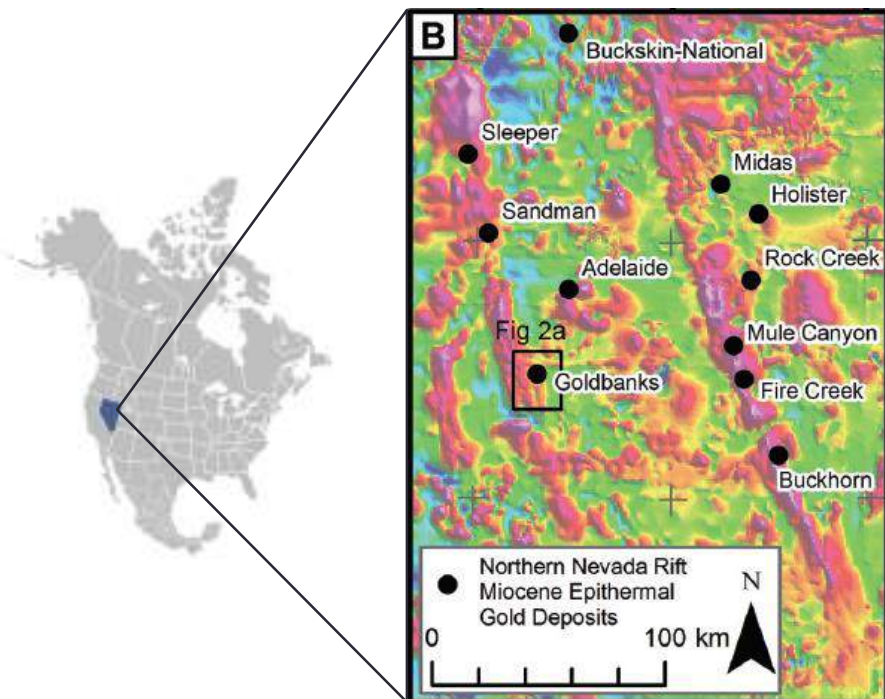 B
Buckskin-National
Sleeper
Midas
Holister
Sandman
Rock Creek
Adelaide
Fig 2a
Mule Canyon
Goldbanks
Fire Creek
Buckhorn
Northern Nevada Rift
Miocene Epithermal
Gold Deposits
N
0 100 km